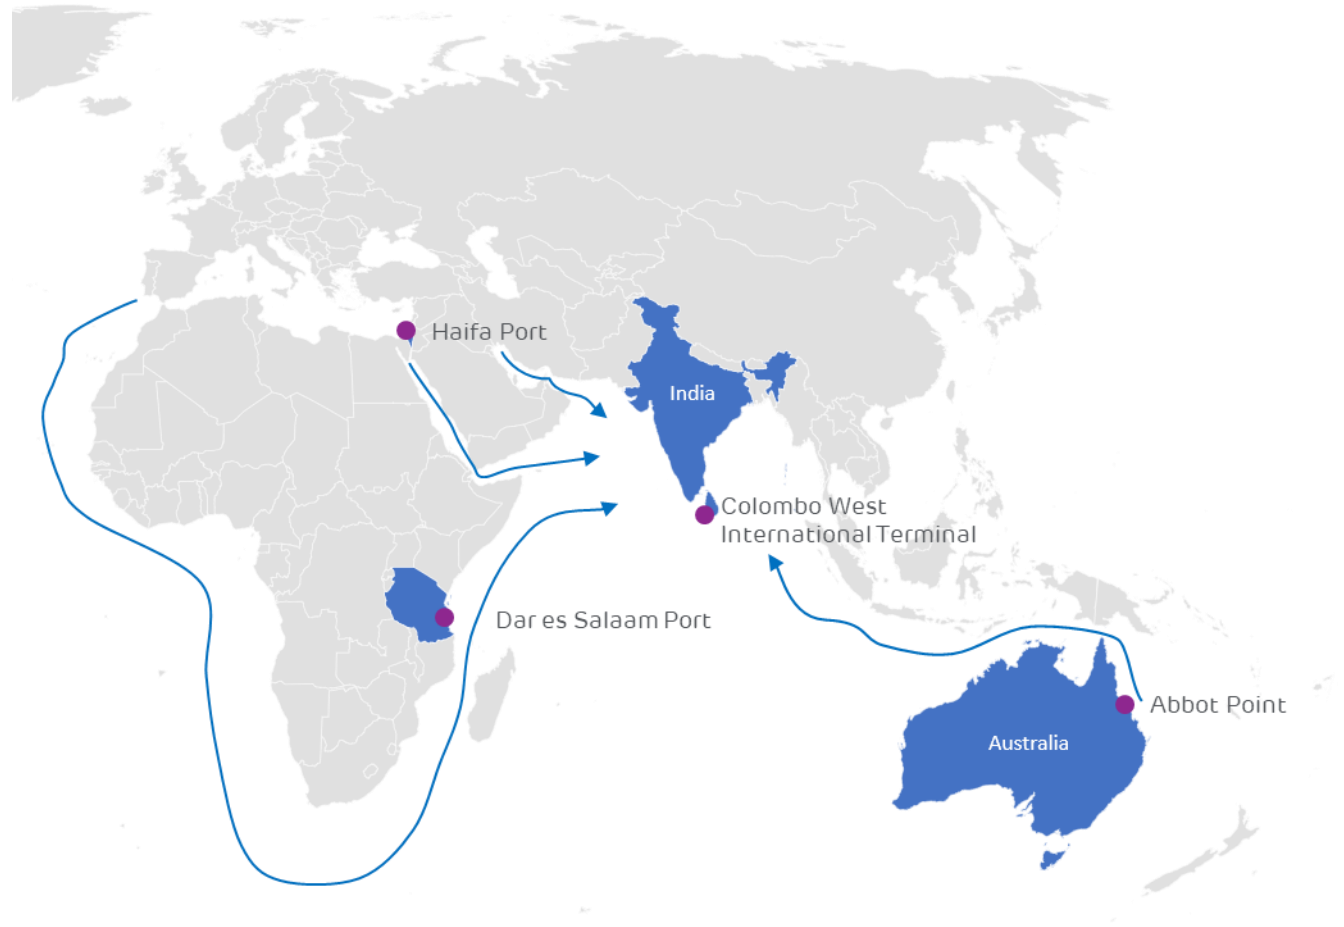 Haifa Port
India
Colombo West
International Terminal
Dar es Salaam Port
Abbot Point
Australia